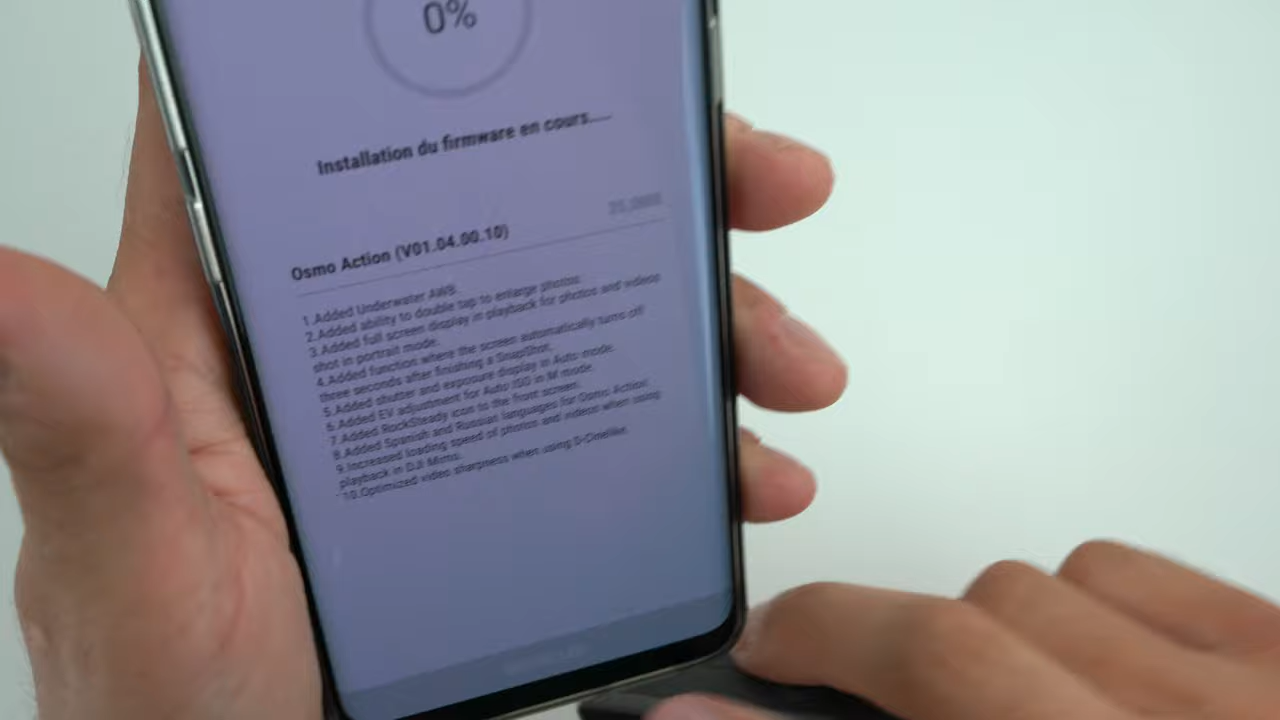 0%
Installation du firmware en cours....
Osmo Action (V01.04.00.10)
1.Added Underwater AWB.
2.Added ability to double tap to enlarge photos.
3.Added full screen display in playback for photos and videos
shot in portrait mode.
4.Added function where the screen automatically turns off
three seconds after finishing a SnapShot.
5.Added shutter and exposure display in Auto mode.
6.Added EV adjustment for Auto ISO in M mode.
7.Added RockSteady icon to the front screen.
8.Added Spanish and Russian languages for Osmo Action.
9.Increased loading speed of photos and videos when using
playback in DJI Mimo.
10.Optimized video sharpness when using D-Cinelike.